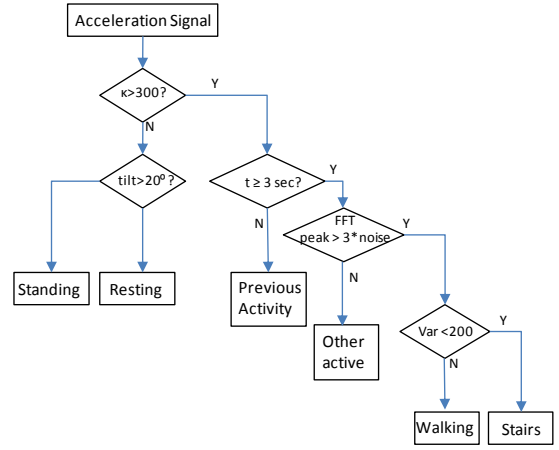 Acceleration Signal
κ>300?
Y
N
tilt>20º?
t ≥ 3 sec?
Y
N
FFT
peak > 3* noise
Y
N
Standing
Resting
Previous
Activity
Other
active
Var <200
Y
N
Walking
Stairs